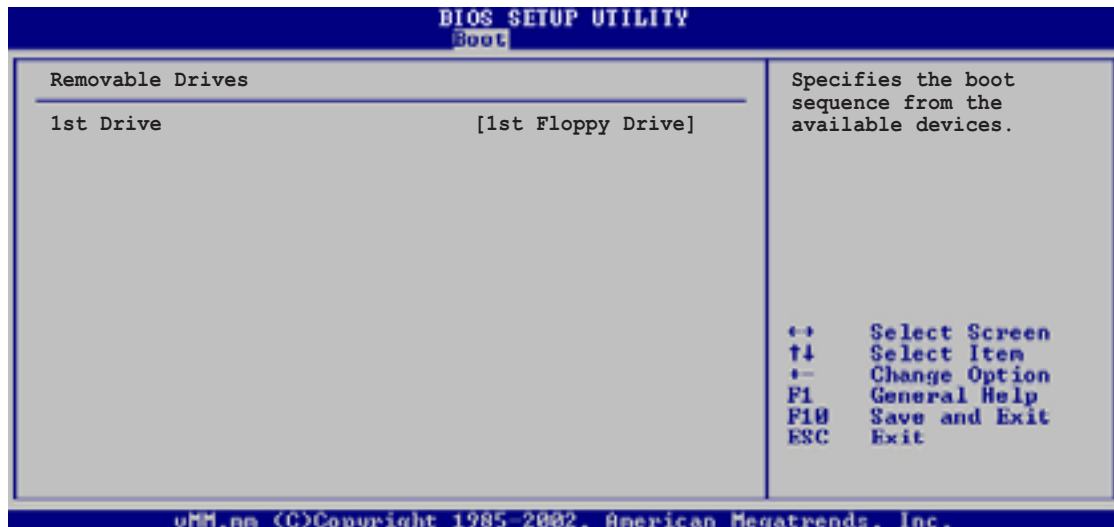 BIOS SETUP UTILITY
Boot
Removable Drives
1st Drive [1st Floppy Drive]
Specifies the boot
sequence from the
available devices.
←→ Select Screen
↑↓ Select Item
+- Change Option
F1 General Help
F10 Save and Exit
ESC Exit
vMM.mm (C)Copyright 1985-2002, American Megatrends, Inc.